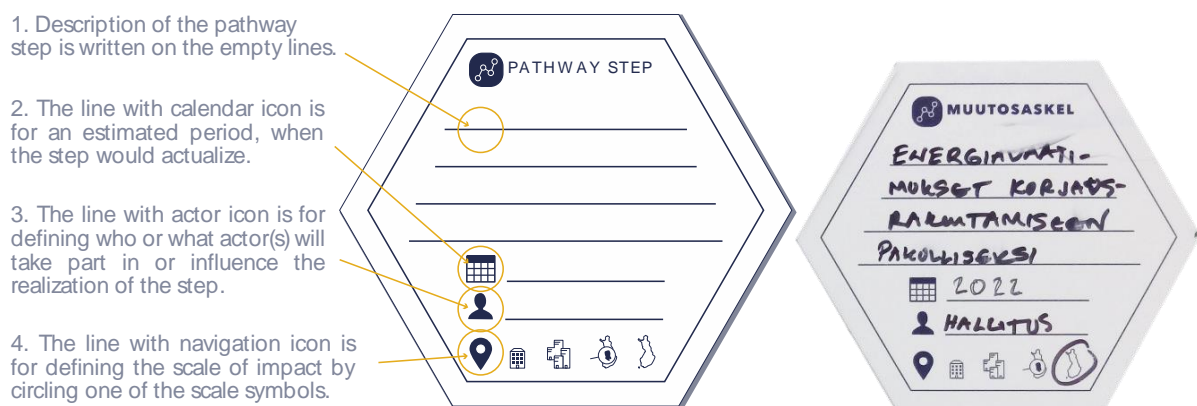 1. Description of the pathway
step is written on the empty lines.
2. The line with calendar icon is
for an estimated period, when
the step would actualize.
3. The line with actor icon is for
defining who or what actor(s) will
take part in or influence the
realization of the step.
4. The line with navigation icon is
for defining the scale of impact by
circling one of the scale symbols.
PATHWAY STEP
MUUTOSASKEL
ENERGIAVAATI-
MUKSET KORJAUS-
RAKENTAMISEEN
PAKOLLISEKSI
2022
HALLITUS